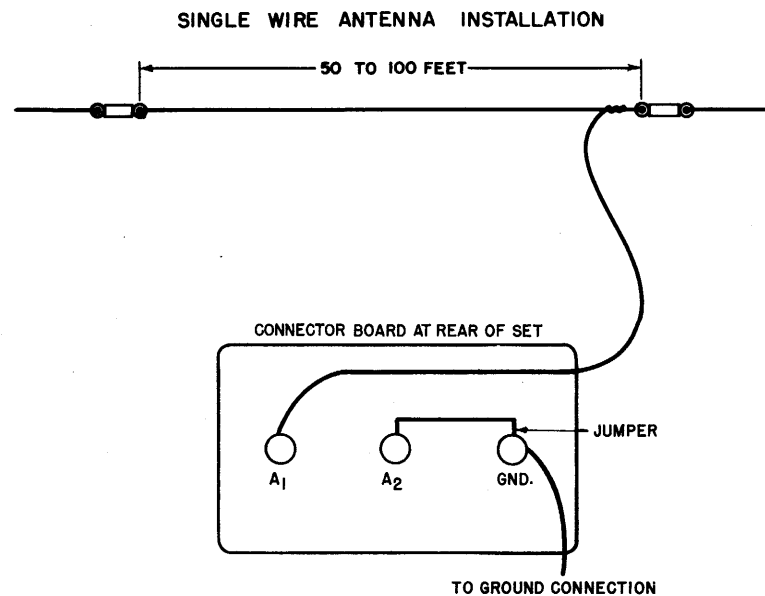 SINGLE WIRE ANTENNA INSTALLATION
50 TO 100 FEET
CONNECTOR BOARD AT REAR OF SET
JUMPER
A1
A2
GND.
TO GROUND CONNECTION